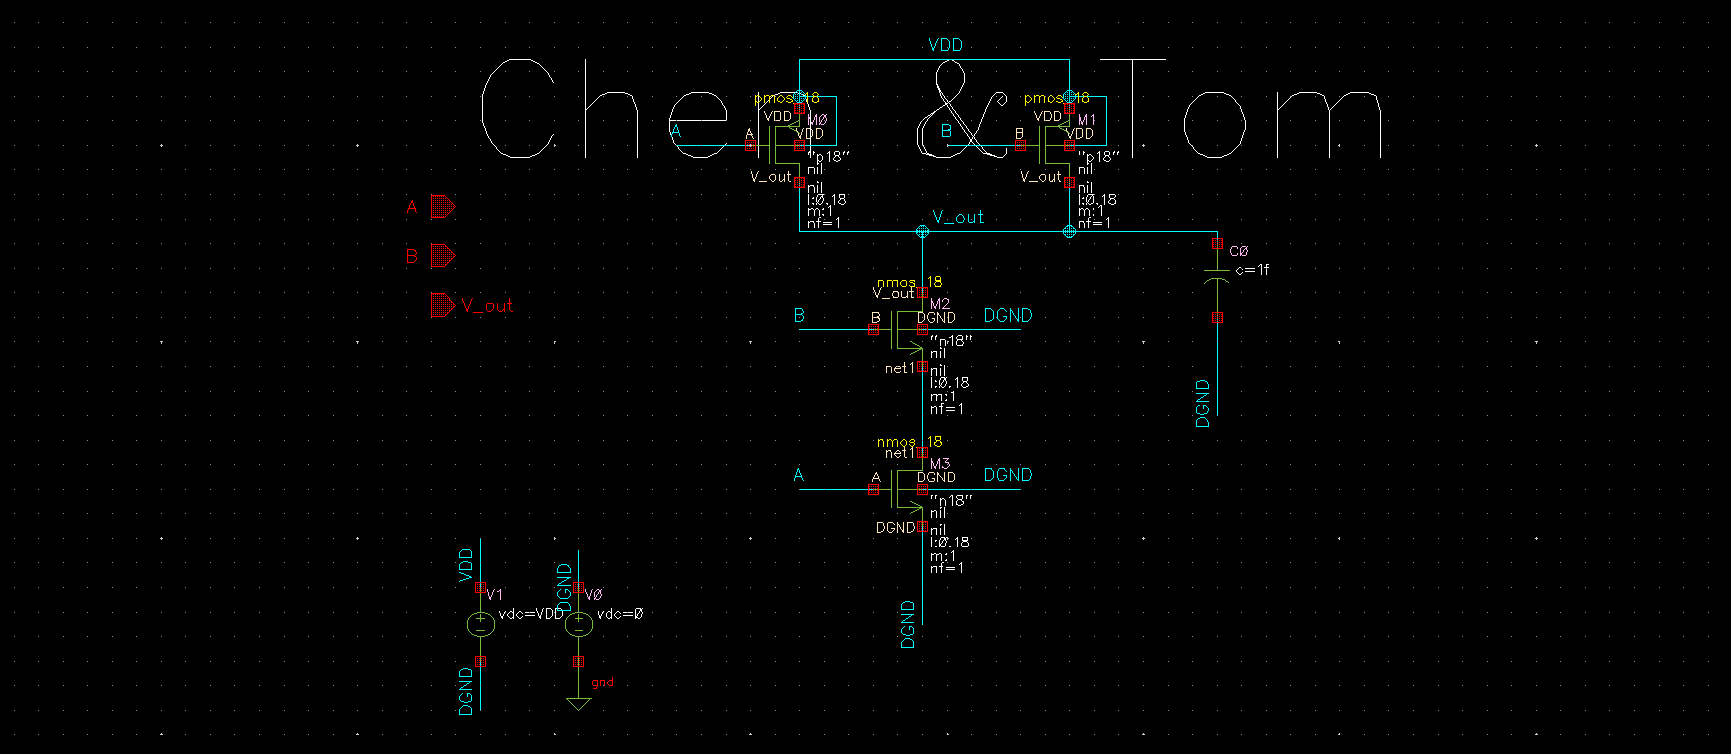 VDD
Chen & Tom
pmos_18
pmos_18
VDD
M0
VDD
M1
A
A
VDD
B
B
VDD
"p18"
"p18"
nil
nil
V_out
V_out
nil
nil
l:0.18
l:0.18
m:1
m:1
nf=1
nf=1
A
V_out
B
C0
c=1f
V_out
nmos_18
V_out
M2
B
B
DGND
DGND
"n18"
nil
net1
nil
l:0.18
m:1
nf=1
DGND
nmos_18
net1
M3
A
A
DGND
DGND
"n18"
nil
DGND
nil
l:0.18
m:1
nf=1
DGND
VDD
DGND
V1
V0
vdc=VDD
vdc=0
DGND
gnd